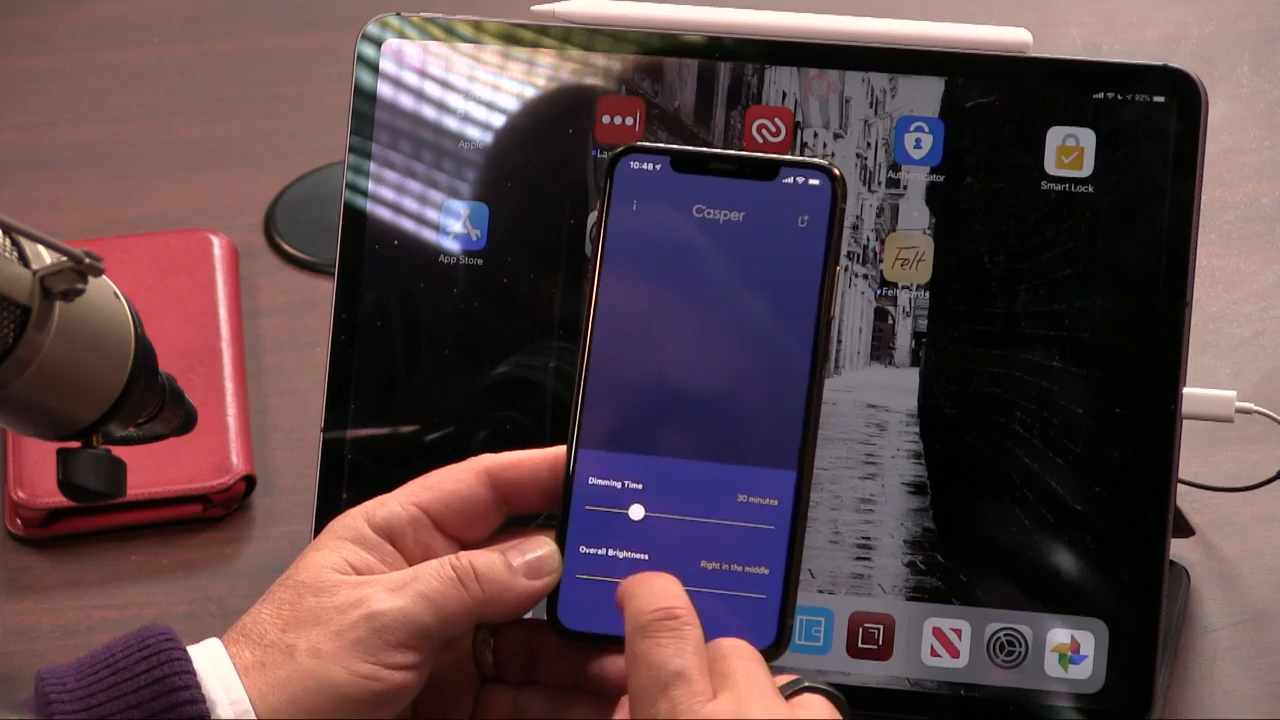 92%
Apple
Authenticator
Smart Lock
App Store
Felt
Felt Cards
10:48
Casper
Dimming Time
30 minutes
Overall Brightness
Right in the middle